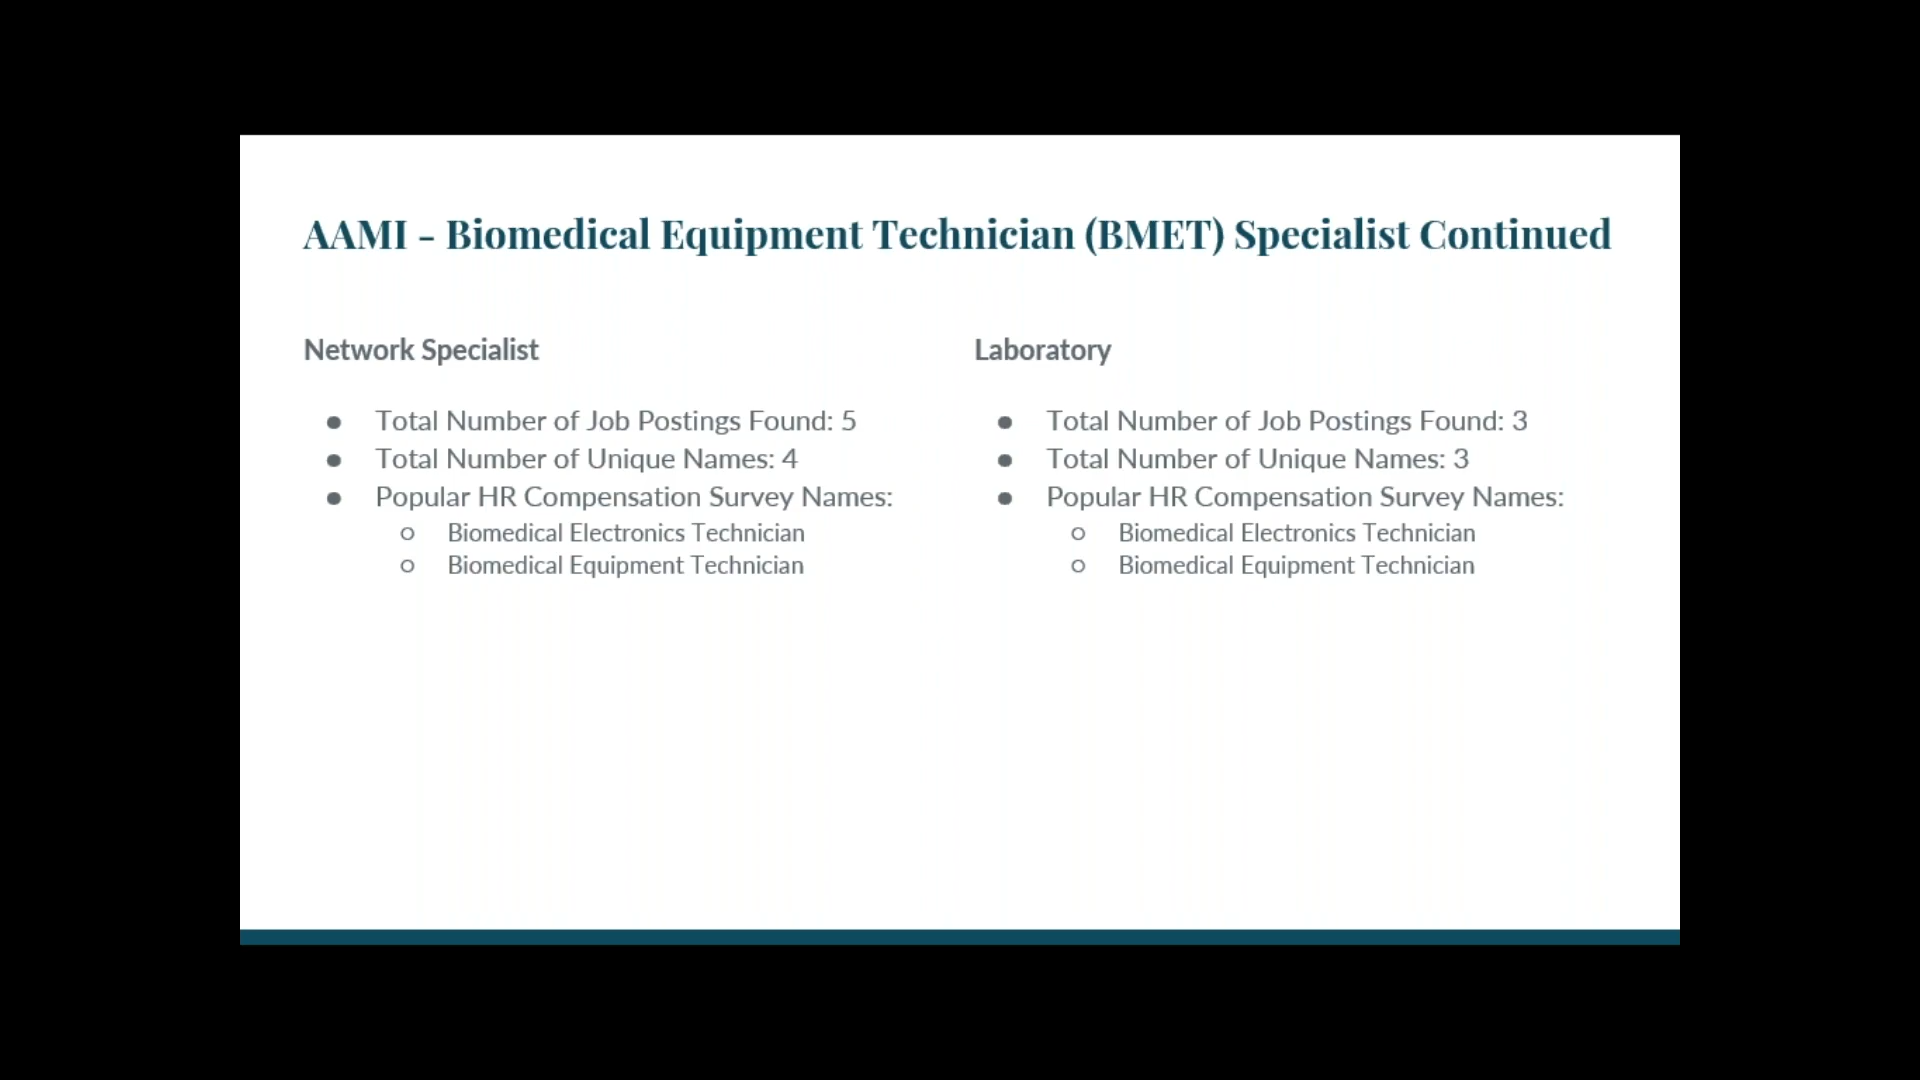 AAMI - Biomedical Equipment Technician (BMET) Specialist Continued
Network Specialist
● Total Number of Job Postings Found: 5
● Total Number of Unique Names: 4
● Popular HR Compensation Survey Names:
○ Biomedical Electronics Technician
○ Biomedical Equipment Technician
Laboratory
● Total Number of Job Postings Found: 3
● Total Number of Unique Names: 3
● Popular HR Compensation Survey Names:
○ Biomedical Electronics Technician
○ Biomedical Equipment Technician